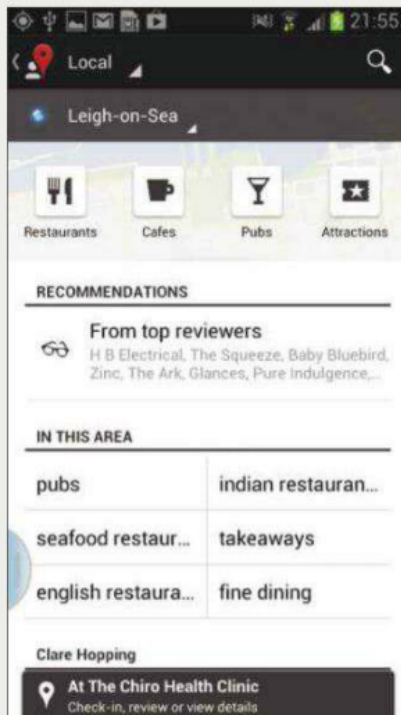 21:55
Local
Leigh-on-Sea
Restaurants Cafes Pubs Attractions
RECOMMENDATIONS
From top reviewers
H B Electrical, The Squeeze, Baby Bluebird,
Zinc, The Ark, Glances, Pure Indulgence,...
IN THIS AREA
pubs indian restauran...
seafood restaur... takeaways
english restaura... fine dining
Clare Hopping
At The Chiro Health Clinic
Check-in, review or view details